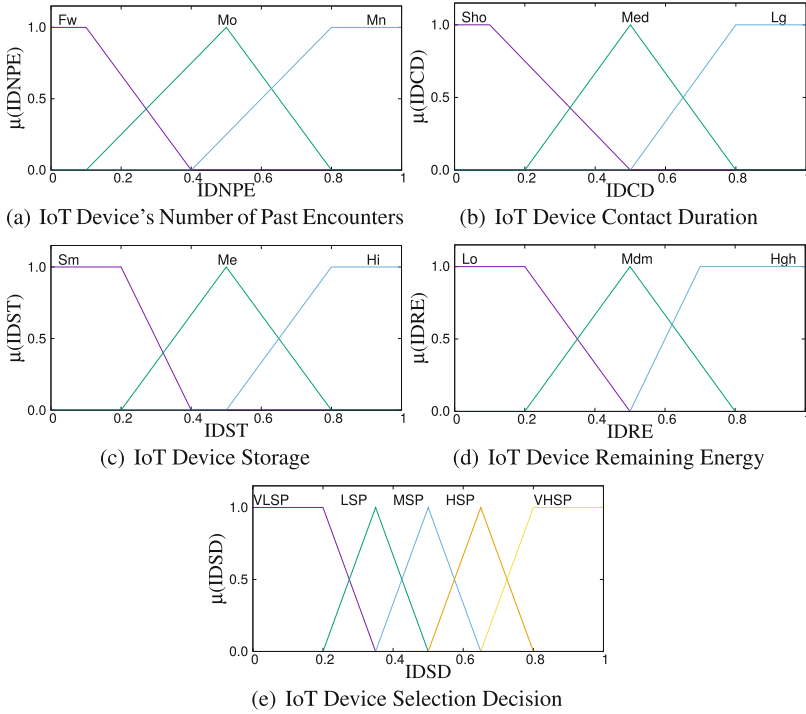 Fw Mo Mn
1.0
0.5
0.0
0 0.2 0.4 0.6 0.8 1
μ(IDNPE)
IDNPE
(a) IoT Device's Number of Past Encounters
Sho Med Lg
1.0
0.5
0.0
0 0.2 0.4 0.6 0.8 1
μ(IDCD)
IDCD
(b) IoT Device Contact Duration
Sm Me Hi
1.0
0.5
0.0
0 0.2 0.4 0.6 0.8 1
μ(IDST)
IDST
(c) IoT Device Storage
Lo Mdm Hgh
1.0
0.5
0.0
0 0.2 0.4 0.6 0.8 1
μ(IDRE)
IDRE
(d) IoT Device Remaining Energy
VLSP LSP MSP HSP VHSP
1.0
0.5
0.0
0 0.2 0.4 0.6 0.8 1
μ(IDSD)
IDSD
(e) IoT Device Selection Decision